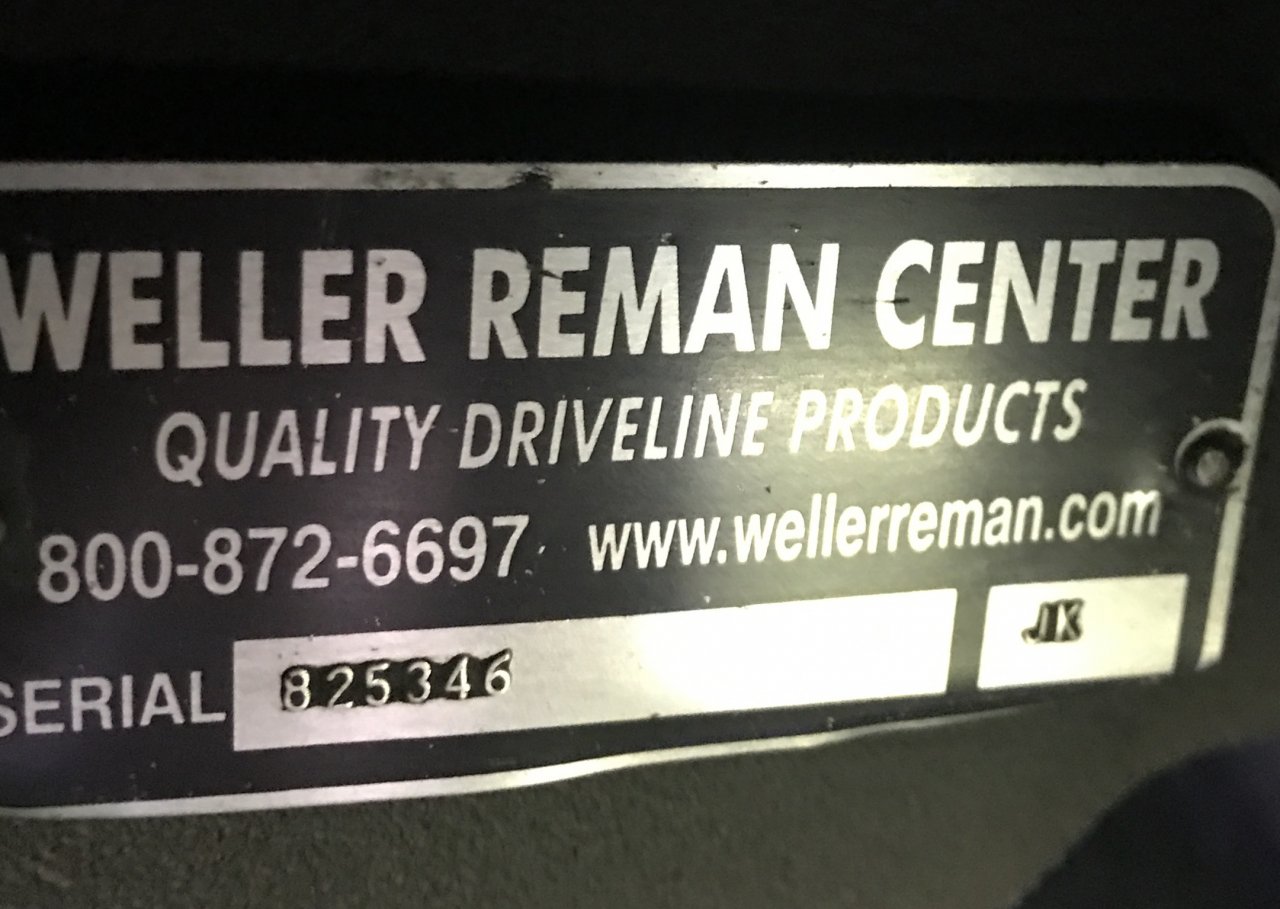 WELLER REMAN CENTER
QUALITY DRIVELINE PRODUCTS
800-872-6697 www.wellerreman.com
SERIAL 825346 JK